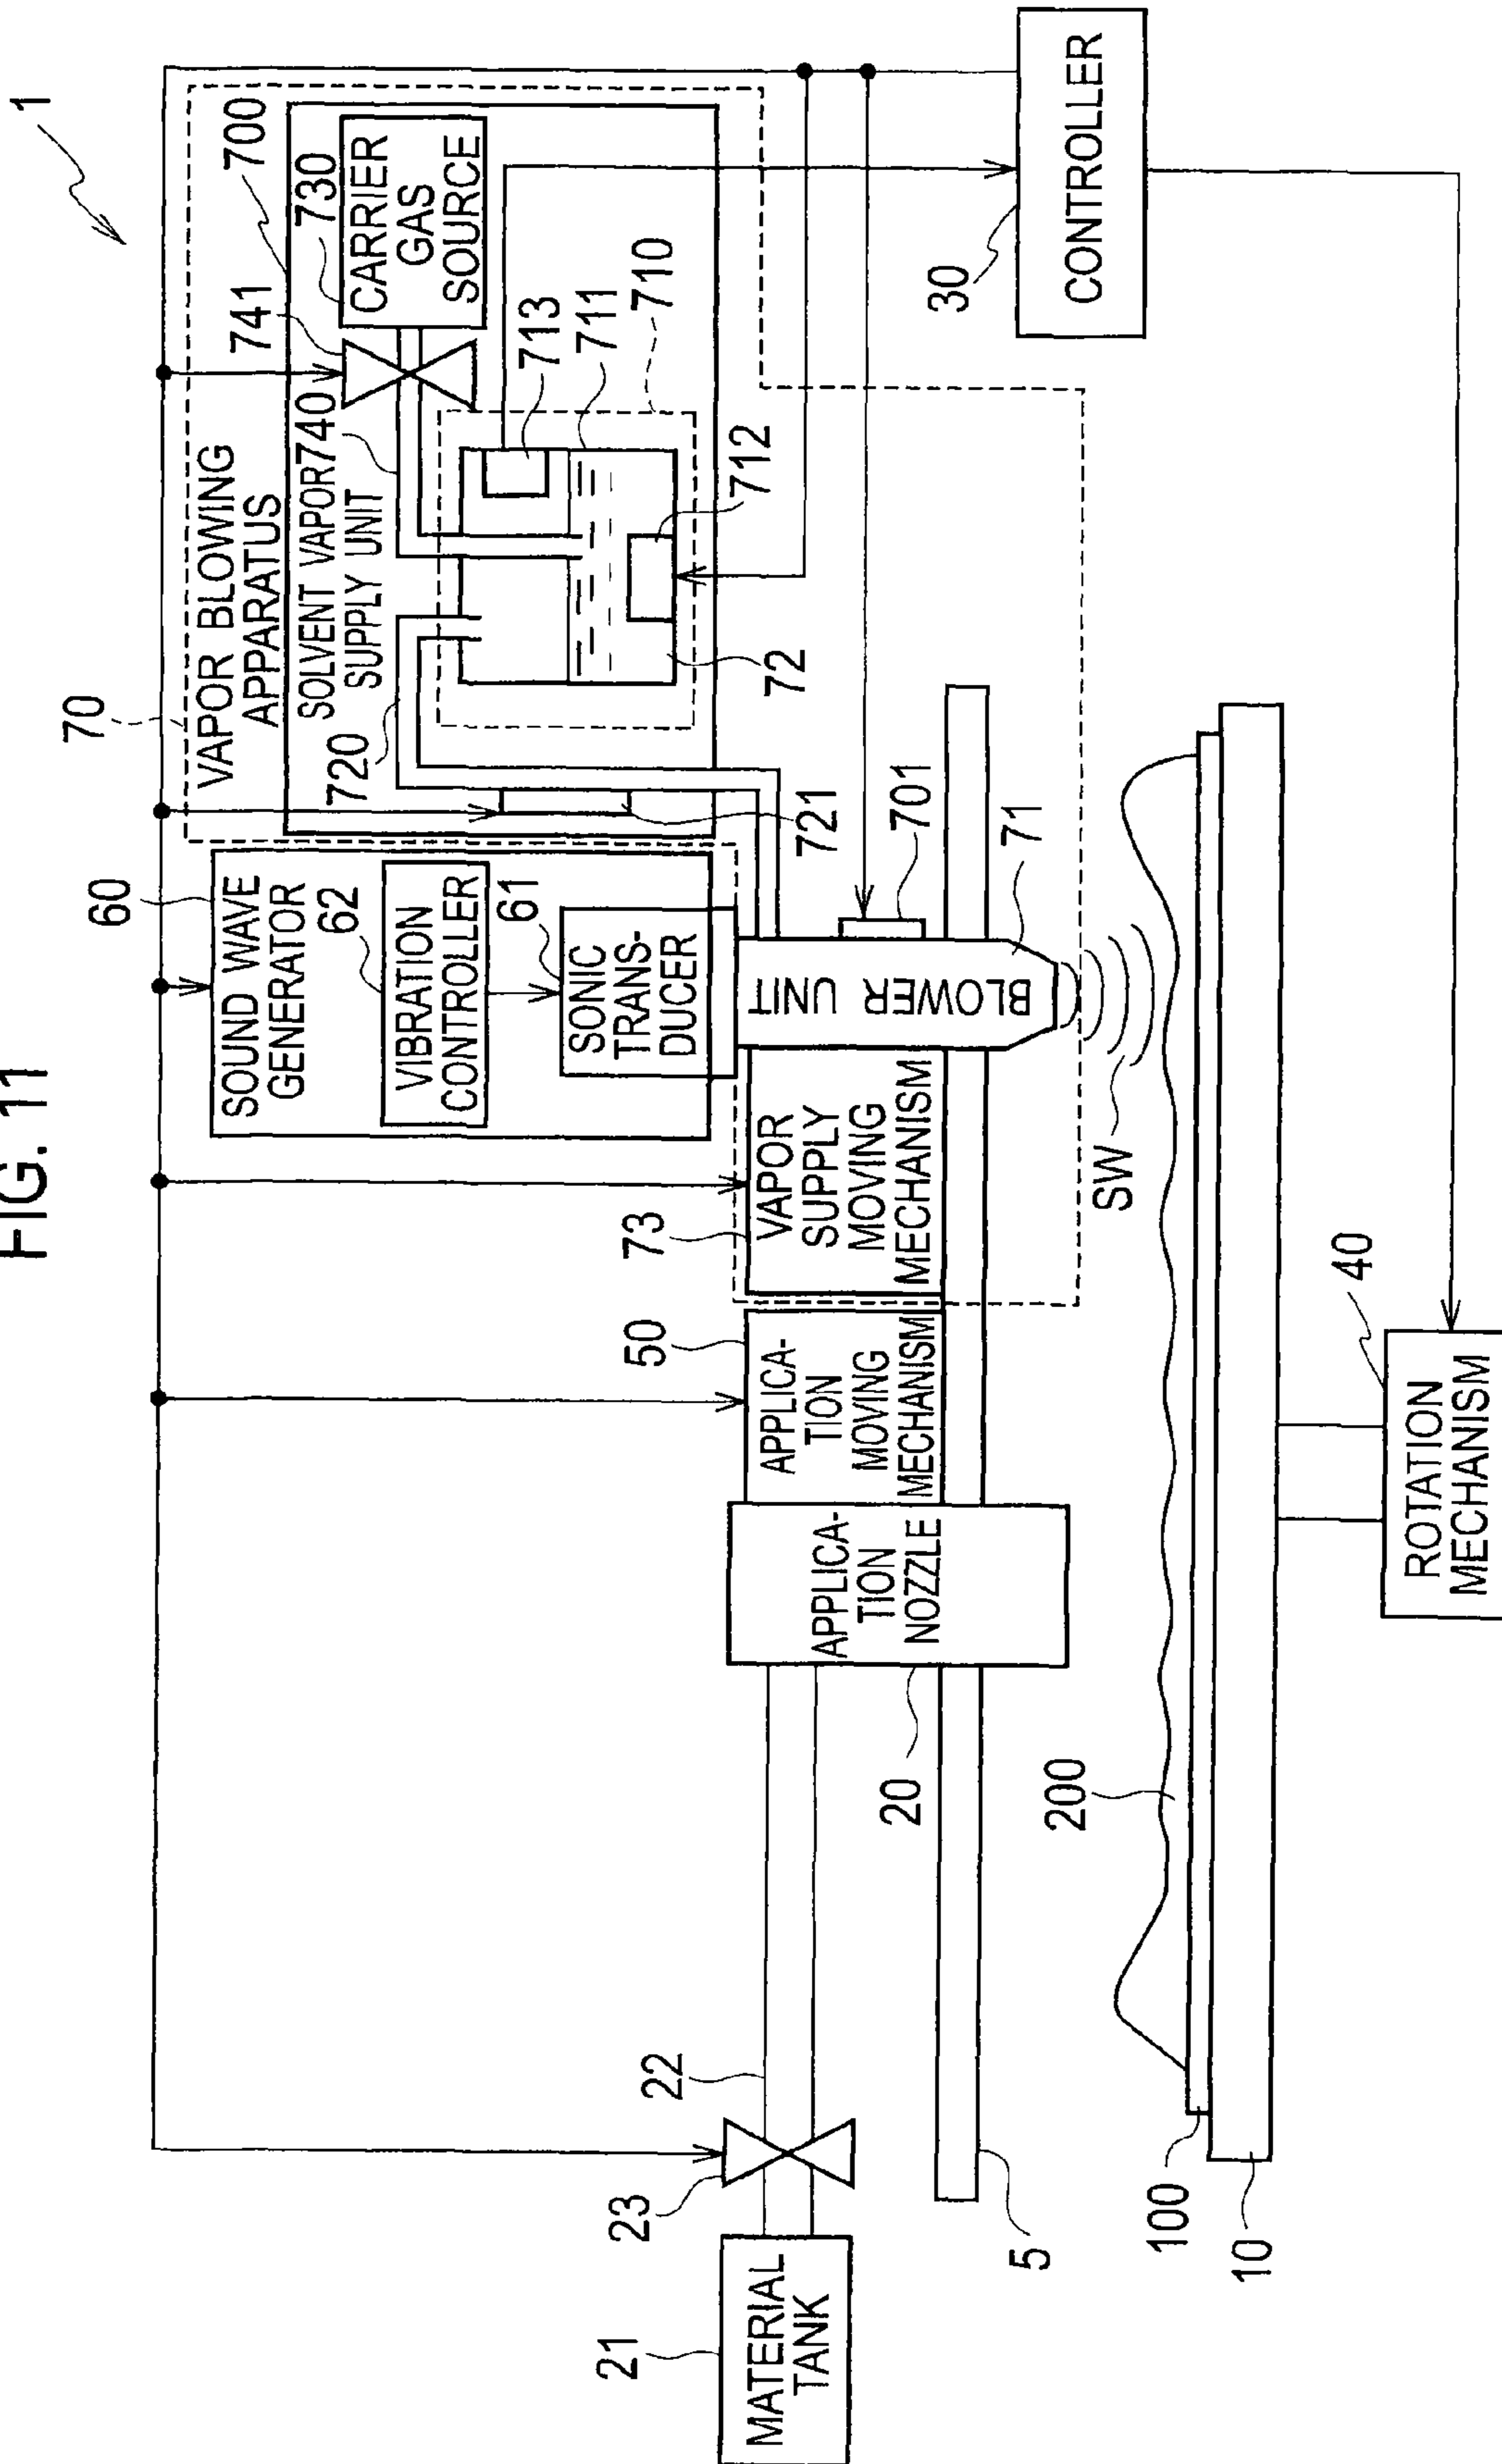 FIG. 11
1
70
VAPOR BLOWING
APPARATUS
700
SOLVENT VAPOR
SUPPLY UNIT
740
741
730
CARRIER
GAS
SOURCE
713
711
710
712
72
720
721
60
SOUND WAVE
GENERATOR
62
VIBRATION
CONTROLLER
61
SONIC
TRANS-
DUCER
701
71
BLOWER UNIT
73
VAPOR
SUPPLY
MOVING
MECHANISM
50
APPLICA-
TION
MOVING
MECHANISM
APPLICA-
TION
NOZZLE
20
22
23
21
MATERIAL
TANK
5
SW
200
100
10
30
CONTROLLER
40
ROTATION
MECHANISM